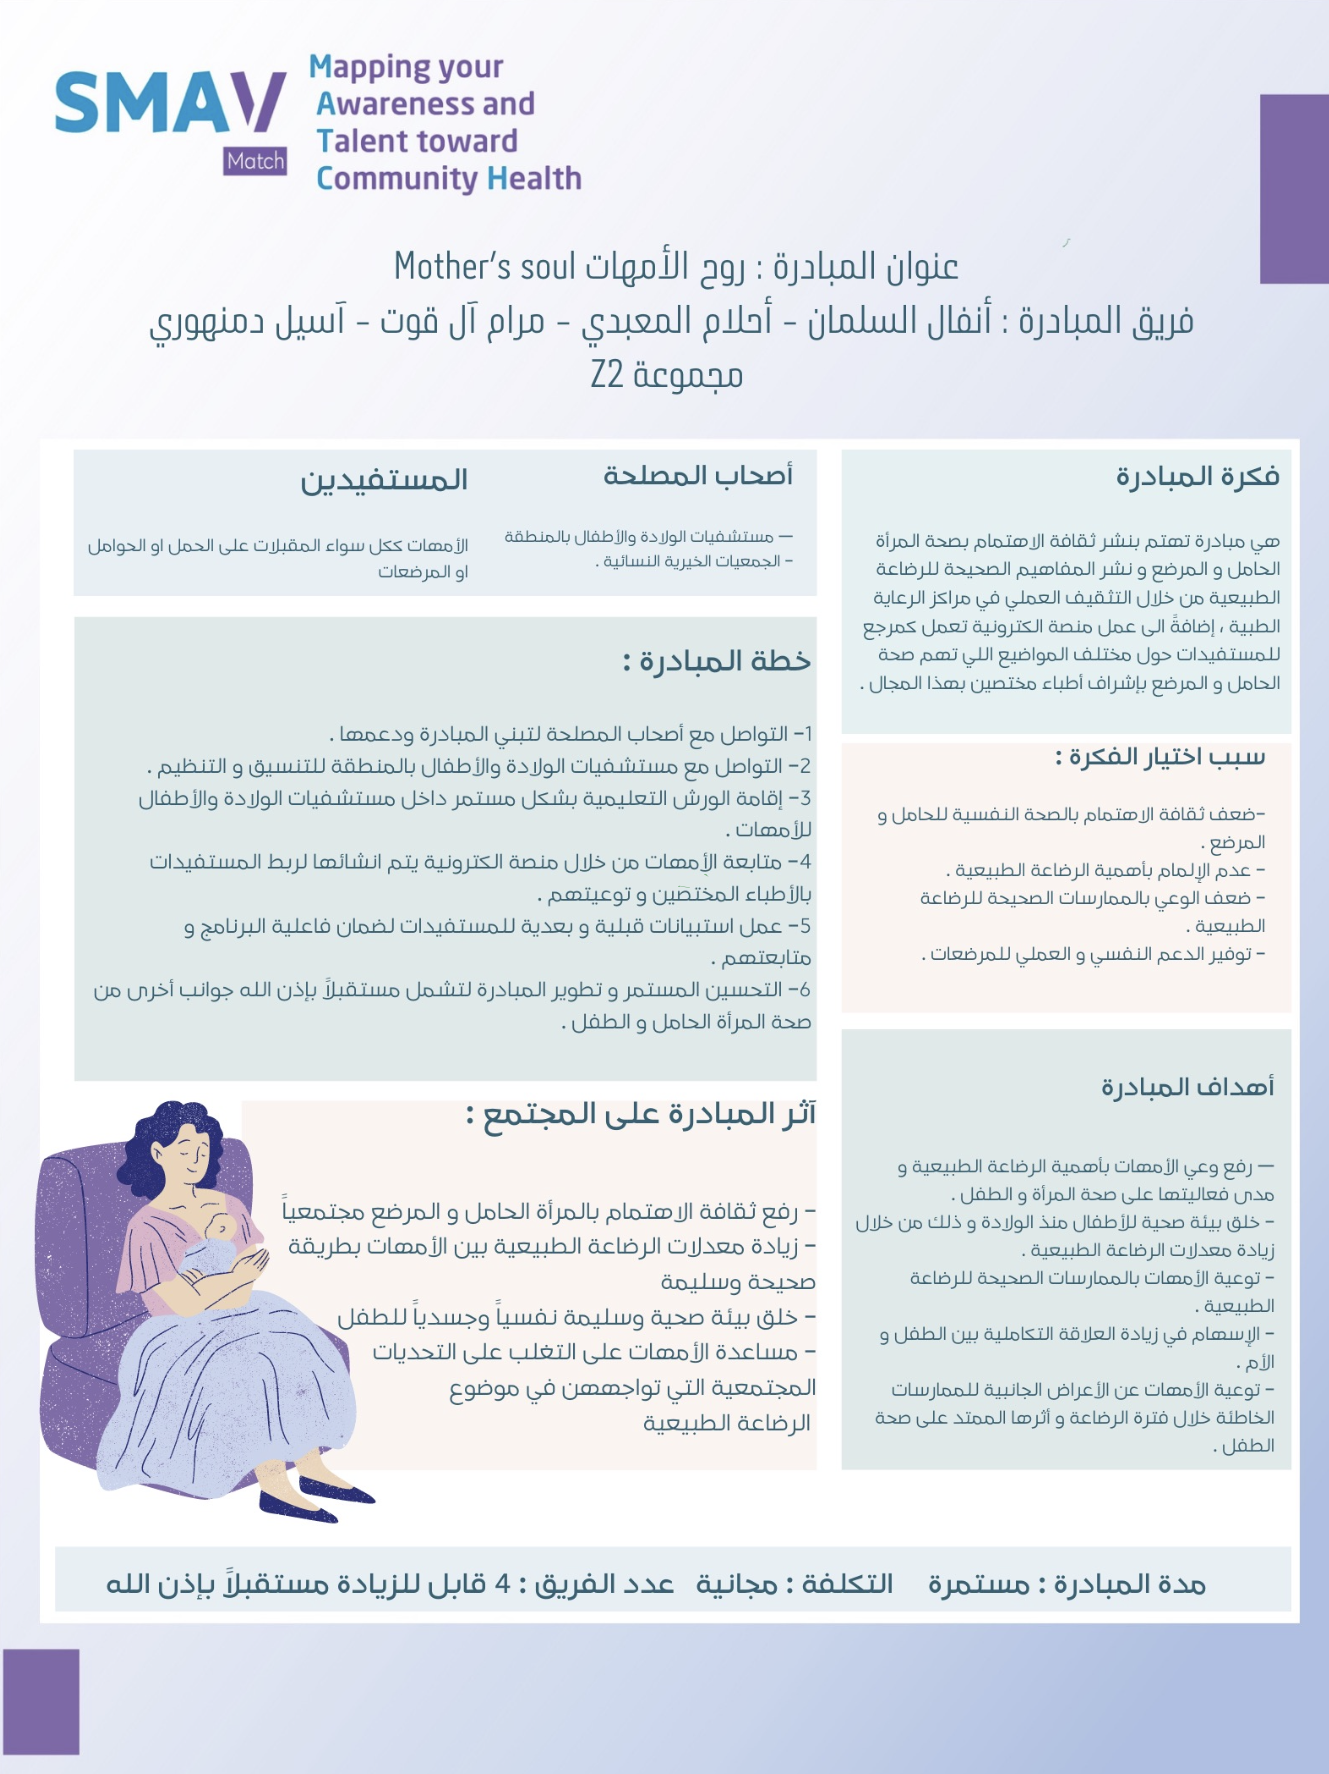 SMAV
Match
Mapping your
Awareness and
Talent toward
Community Health
عنوان المبادرة : روح الأمهات Mother's soul
فريق المبادرة : أنفال السلمان - أحلام المعبدي - مرام آل قوت - آسيل دمنهوري
مجموعة Z2
فكرة المبادرة
هي مبادرة تهتم بنشر ثقافة الاهتمام بصحة المرأة
الحامل و المرضع و نشر المفاهيم الصحيحة للرضاعة
الطبيعية من خلال التثقيف العملي في مراكز الرعاية
الطبية ، إضافةً الى عمل منصة الكترونية تعمل كمرجع
للمستفيدات حول مختلف المواضيع اللي تهم صحة
الحامل و المرضع بإشراف أطباء مختصين بهذا المجال .
سبب اختيار الفكرة :
-ضعف ثقافة الاهتمام بالصحة النفسية للحامل و
المرضع .
- عدم الإلمام بأهمية الرضاعة الطبيعية .
- ضعف الوعي بالممارسات الصحيحة للرضاعة
الطبيعية .
- توفير الدعم النفسي و العملي للمرضعات .
أهداف المبادرة
— رفع وعي الأمهات بأهمية الرضاعة الطبيعية و
مدى فعاليتها على صحة المرأة و الطفل .
- خلق بيئة صحية للأطفال منذ الولادة و ذلك من خلال
زيادة معدلات الرضاعة الطبيعية .
- توعية الأمهات بالممارسات الصحيحة للرضاعة
الطبيعية .
- الإسهام في زيادة العلاقة التكاملية بين الطفل و
الأم .
- توعية الأمهات عن الأعراض الجانبية للممارسات
الخاطئة خلال فترة الرضاعة و أثرها الممتد على صحة
الطفل .
أصحاب المصلحة
— مستشفيات الولادة والأطفال بالمنطقة
- الجمعيات الخيرية النسائية .
المستفيدين
الأمهات ككل سواء المقبلات على الحمل او الحوامل
او المرضعات
خطة المبادرة :
1- التواصل مع أصحاب المصلحة لتبني المبادرة ودعمها .
2- التواصل مع مستشفيات الولادة والأطفال بالمنطقة للتنسيق و التنظيم .
3- إقامة الورش التعليمية بشكل مستمر داخل مستشفيات الولادة والأطفال
للأمهات .
4- متابعة الأمهات من خلال منصة الكترونية يتم انشائها لربط المستفيدات
بالأطباء المختصين و توعيتهم .
5- عمل استبيانات قبلية و بعدية للمستفيدات لضمان فاعلية البرنامج و
متابعتهم .
6- التحسين المستمر و تطوير المبادرة لتشمل مستقبلاً بإذن الله جوانب أخرى من
صحة المرأة الحامل و الطفل .
آثر المبادرة على المجتمع :
- رفع ثقافة الاهتمام بالمرأة الحامل و المرضع مجتمعياً
- زيادة معدلات الرضاعة الطبيعية بين الأمهات بطريقة
صحيحة وسليمة
- خلق بيئة صحية وسليمة نفسياً وجسدياً للطفل
- مساعدة الأمهات على التغلب على التحديات
المجتمعية التي تواجههن في موضوع
الرضاعة الطبيعية
مدة المبادرة : مستمرة التكلفة : مجانية عدد الفريق : 4 قابل للزيادة مستقبلاً بإذن الله